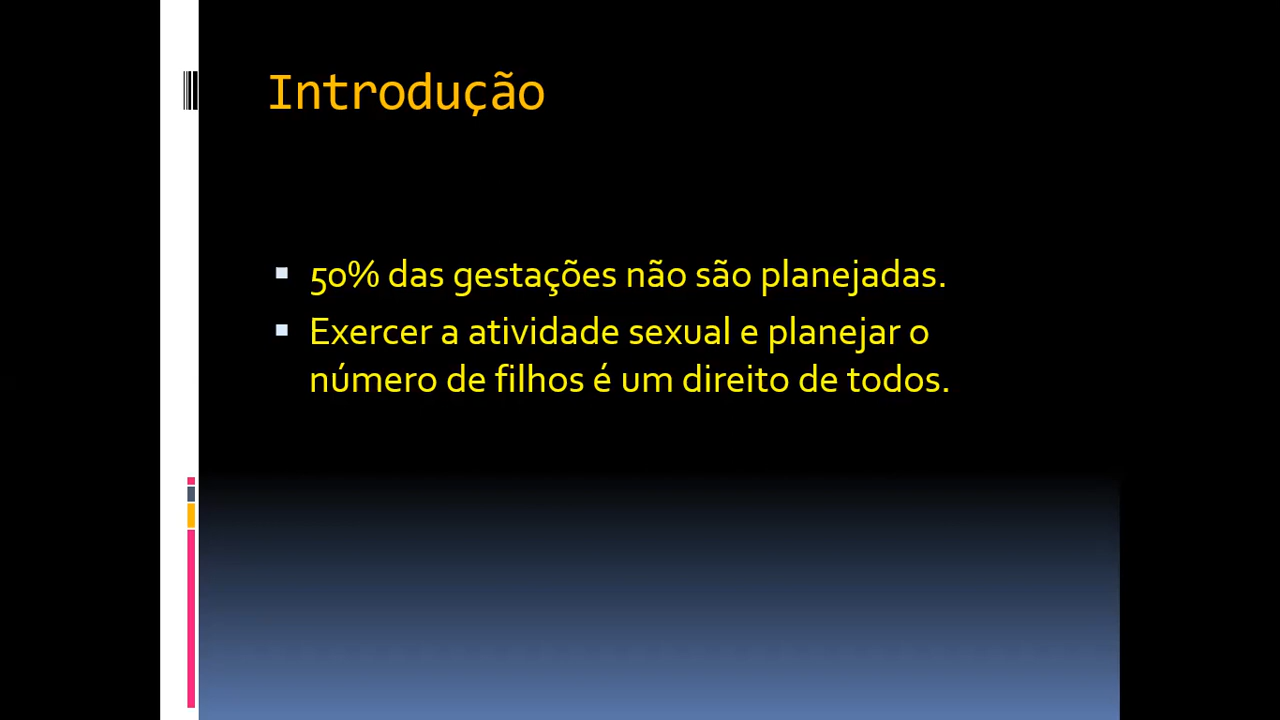 Introdução
50% das gestações não são planejadas.
Exercer a atividade sexual e planejar o
número de filhos é um direito de todos.